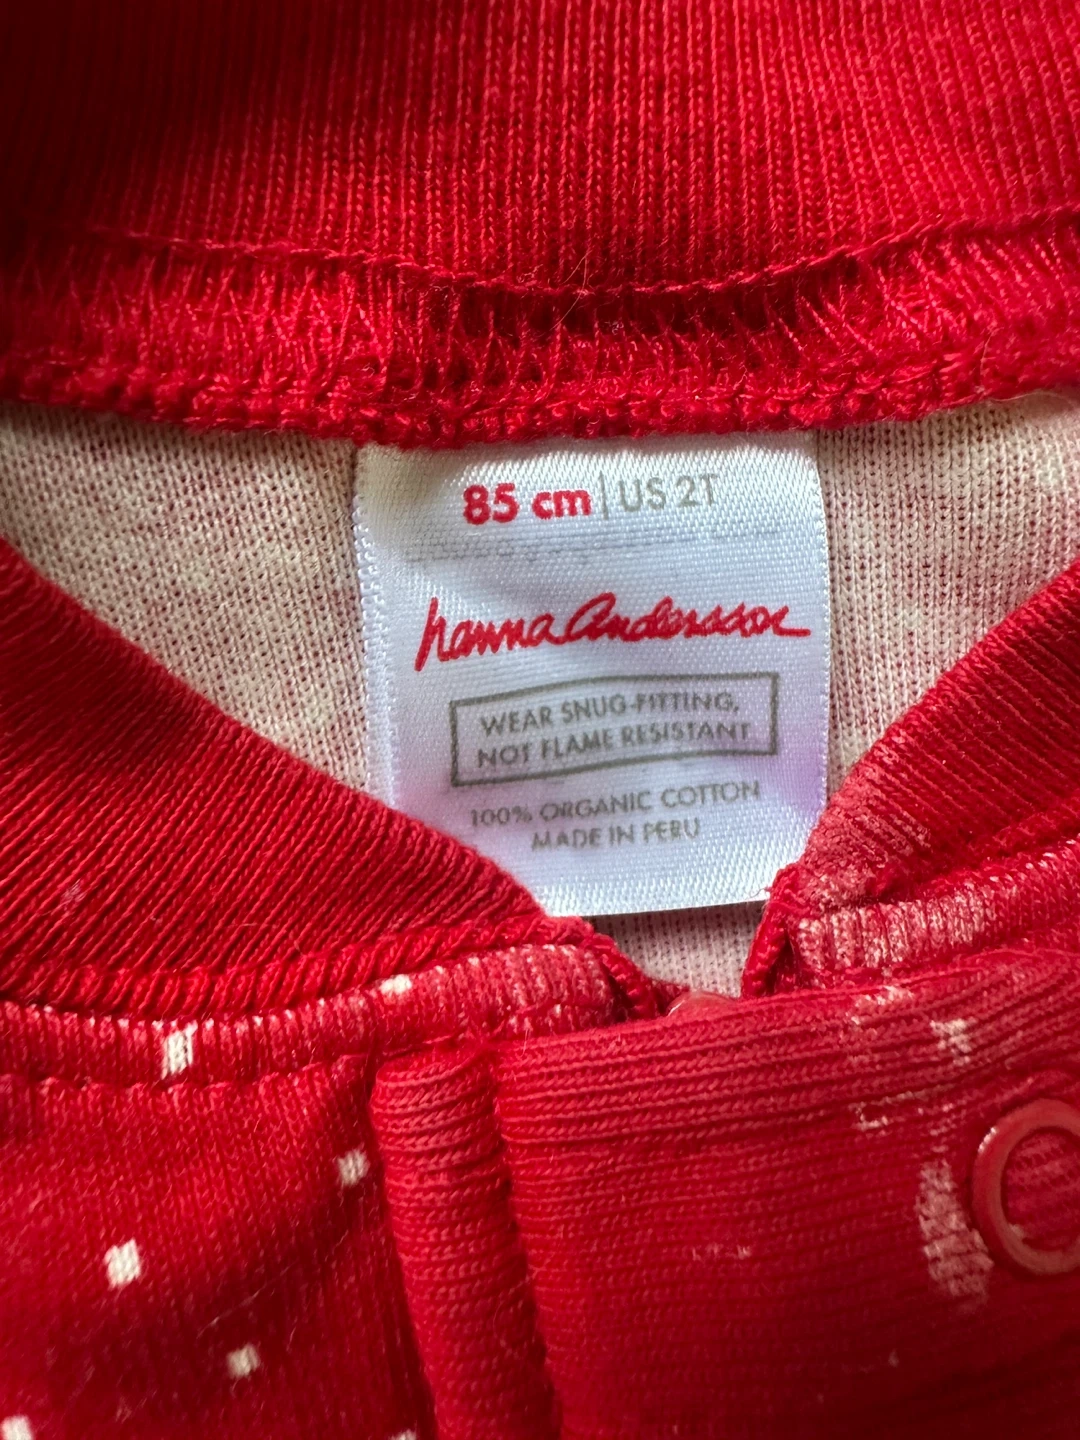 85 cm | US 2T
hanna Andersson
WEAR SNUG-FITTING,
NOT FLAME RESISTANT
100% ORGANIC COTTON
MADE IN PERU